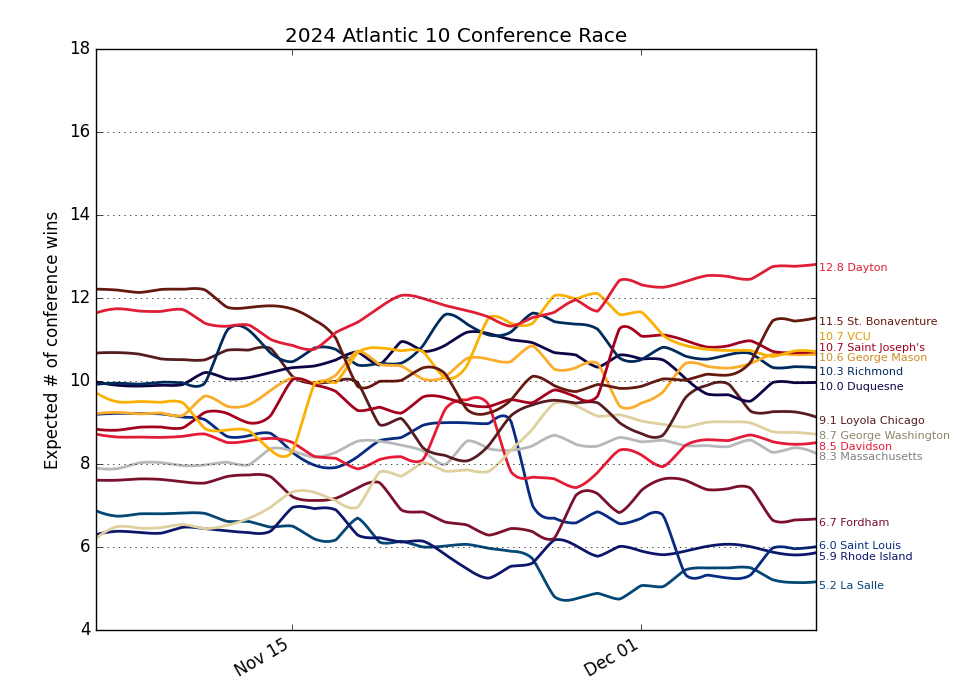 2024 Atlantic 10 Conference Race
Expected # of conference wins
18
16
14
12
10
8
6
4
Nov 15
Dec 01
12.8 Dayton
11.5 St. Bonaventure
10.7 VCU
10.7 Saint Joseph's
10.6 George Mason
10.3 Richmond
10.0 Duquesne
9.1 Loyola Chicago
8.7 George Washington
8.5 Davidson
8.3 Massachusetts
6.7 Fordham
6.0 Saint Louis
5.9 Rhode Island
5.2 La Salle